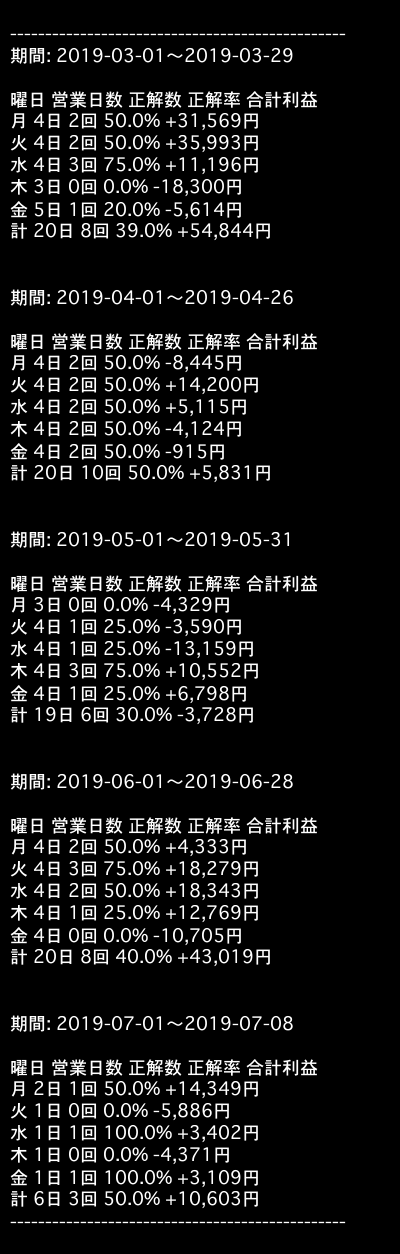 ------------------------------------------------
期間: 2019-03-01～2019-03-29
曜日 営業日数 正解数 正解率 合計利益
月 4日 2回 50.0% +31,569円
火 4日 2回 50.0% +35,993円
水 4日 3回 75.0% +11,196円
木 3日 0回 0.0% -18,300円
金 5日 1回 20.0% -5,614円
計 20日 8回 39.0% +54,844円
期間: 2019-04-01～2019-04-26
曜日 営業日数 正解数 正解率 合計利益
月 4日 2回 50.0% -8,445円
火 4日 2回 50.0% +14,200円
水 4日 2回 50.0% +5,115円
木 4日 2回 50.0% -4,124円
金 4日 2回 50.0% -915円
計 20日 10回 50.0% +5,831円
期間: 2019-05-01～2019-05-31
曜日 営業日数 正解数 正解率 合計利益
月 3日 0回 0.0% -4,329円
火 4日 1回 25.0% -3,590円
水 4日 1回 25.0% -13,159円
木 4日 3回 75.0% +10,552円
金 4日 1回 25.0% +6,798円
計 19日 6回 30.0% -3,728円
期間: 2019-06-01～2019-06-28
曜日 営業日数 正解数 正解率 合計利益
月 4日 2回 50.0% +4,333円
火 4日 3回 75.0% +18,279円
水 4日 2回 50.0% +18,343円
木 4日 1回 25.0% +12,769円
金 4日 0回 0.0% -10,705円
計 20日 8回 40.0% +43,019円
期間: 2019-07-01～2019-07-08
曜日 営業日数 正解数 正解率 合計利益
月 2日 1回 50.0% +14,349円
火 1日 0回 0.0% -5,886円
水 1日 1回 100.0% +3,402円
木 1日 0回 0.0% -4,371円
金 1日 1回 100.0% +3,109円
計 6日 3回 50.0% +10,603円
------------------------------------------------